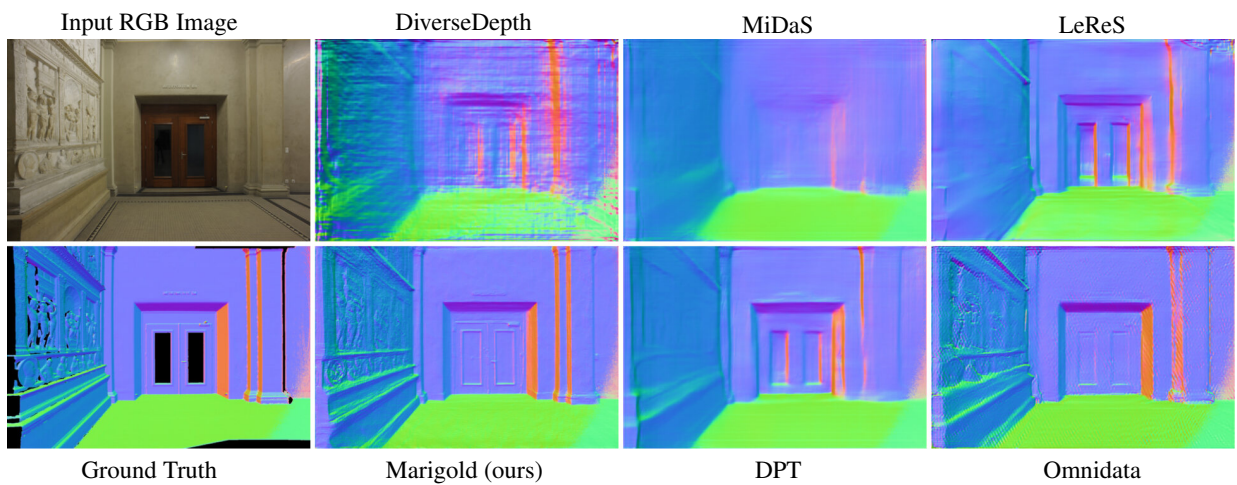 Input RGB Image
DiverseDepth
MiDaS
LeReS
Ground Truth
Marigold (ours)
DPT
Omnidata